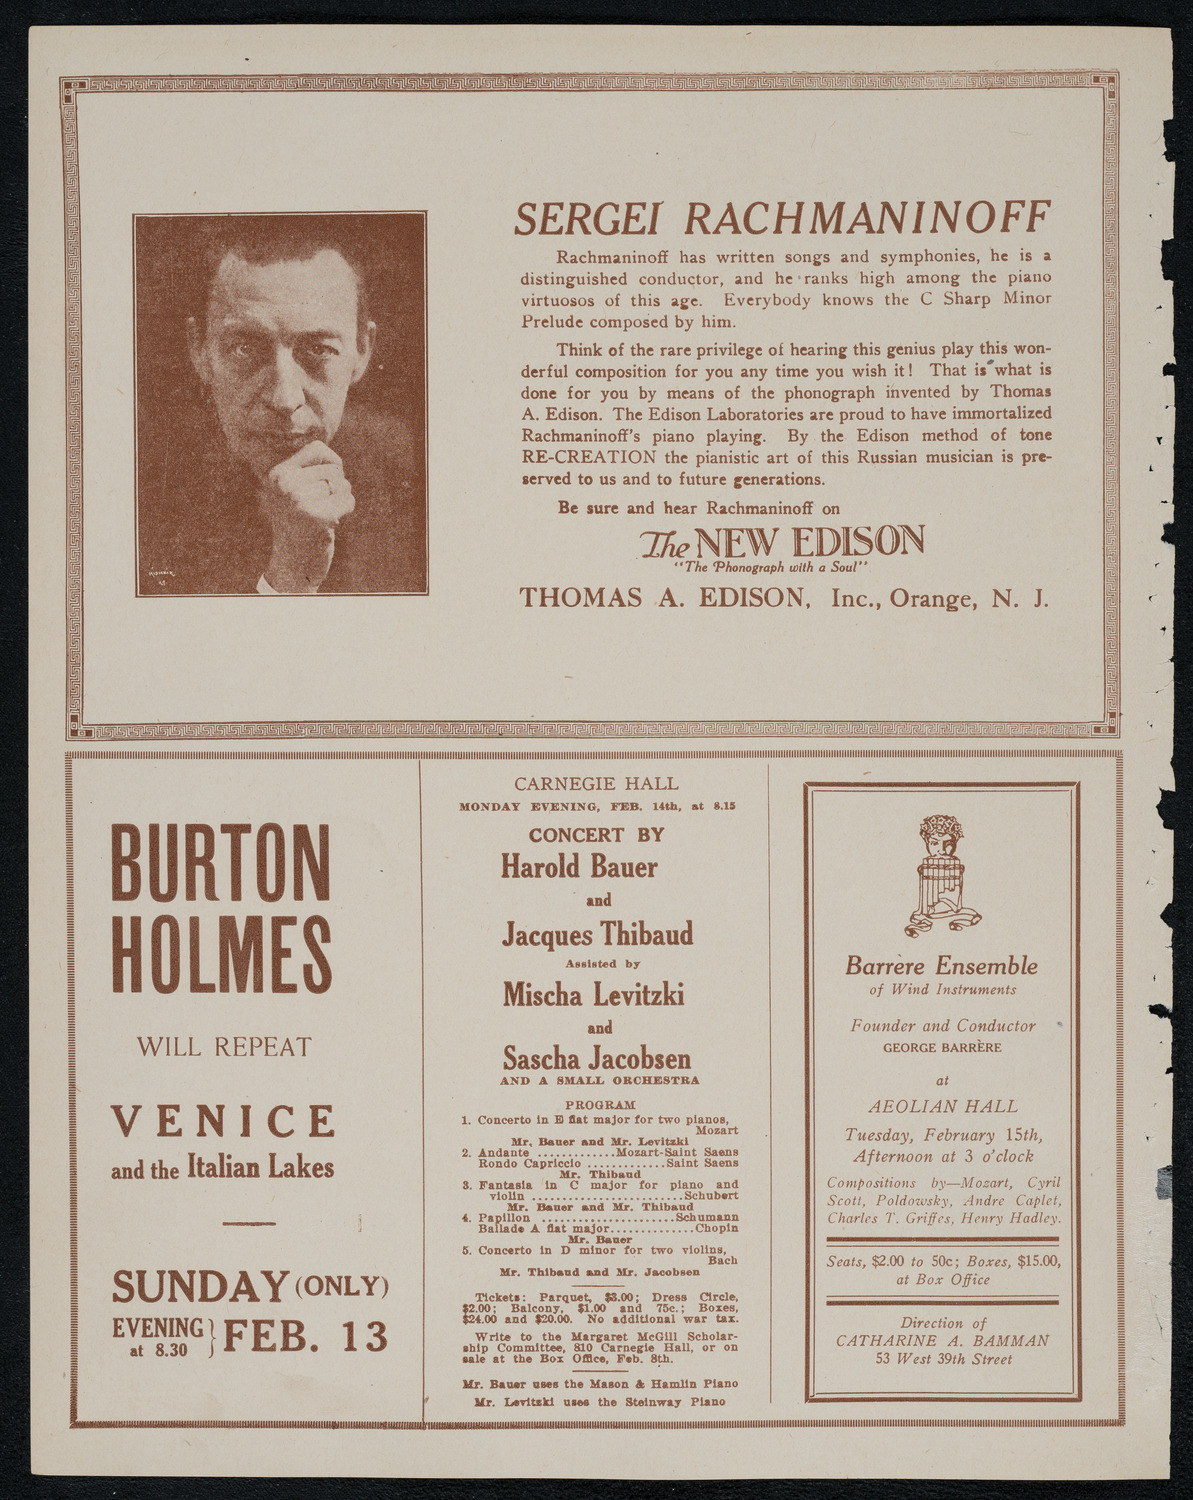 SERGEI RACHMANINOFF
Rachmaninoff has written songs and symphonies, he is a
distinguished conductor, and he ranks high among the piano
virtuosos of this age. Everybody knows the C Sharp Minor
Prelude composed by him.
Think of the rare privilege of hearing this genius play this won-
derful composition for you any time you wish it! That is what is
done for you by means of the phonograph invented by Thomas
A. Edison. The Edison Laboratories are proud to have immortalized
Rachmaninoff's piano playing. By the Edison method of tone
RE-CREATION the pianistic art of this Russian musician is pre-
served to us and to future generations.
Be sure and hear Rachmaninoff on
The NEW EDISON
"The Phonograph with a Soul"
THOMAS A. EDISON, Inc., Orange, N. J.
BURTON
HOLMES
WILL REPEAT
VENICE
and the Italian Lakes
SUNDAY (ONLY)
EVENING
at 8.30 } FEB. 13
CARNEGIE HALL
MONDAY EVENING, FEB. 14th, at 8.15
CONCERT BY
Harold Bauer
and
Jacques Thibaud
Assisted by
Mischa Levitzki
and
Sascha Jacobsen
AND A SMALL ORCHESTRA
PROGRAM
1. Concerto in E flat major for two pianos,
Mozart
Mr. Bauer and Mr. Levitzki
2. Andante ............Mozart-Saint Saens
Rondo Capriccio .............Saint Saens
Mr. Thibaud
3. Fantasia in C major for piano and
violin ........................Schubert
Mr. Bauer and Mr. Thibaud
4. Papillon .....................Schumann
Ballade A flat major..............Chopin
Mr. Bauer
5. Concerto in D minor for two violins,
Bach
Mr. Thibaud and Mr. Jacobsen
Tickets: Parquet, $3.00; Dress Circle,
$2.00; Balcony, $1.00 and 75c.; Boxes,
$24.00 and $20.00. No additional war tax.
Write to the Margaret McGill Scholar-
ship Committee, 810 Carnegie Hall, or on
sale at the Box Office, Feb. 8th.
Mr. Bauer uses the Mason & Hamlin Piano
Mr. Levitzki uses the Steinway Piano
Barrère Ensemble
of Wind Instruments
Founder and Conductor
GEORGE BARRÈRE
at
AEOLIAN HALL
Tuesday, February 15th,
Afternoon at 3 o'clock
Compositions by—Mozart, Cyril
Scott, Poldowsky, Andre Caplet,
Charles T. Griffes, Henry Hadley.
Seats, $2.00 to 50c; Boxes, $15.00,
at Box Office
Direction of
CATHARINE A. BAMMAN
53 West 39th Street